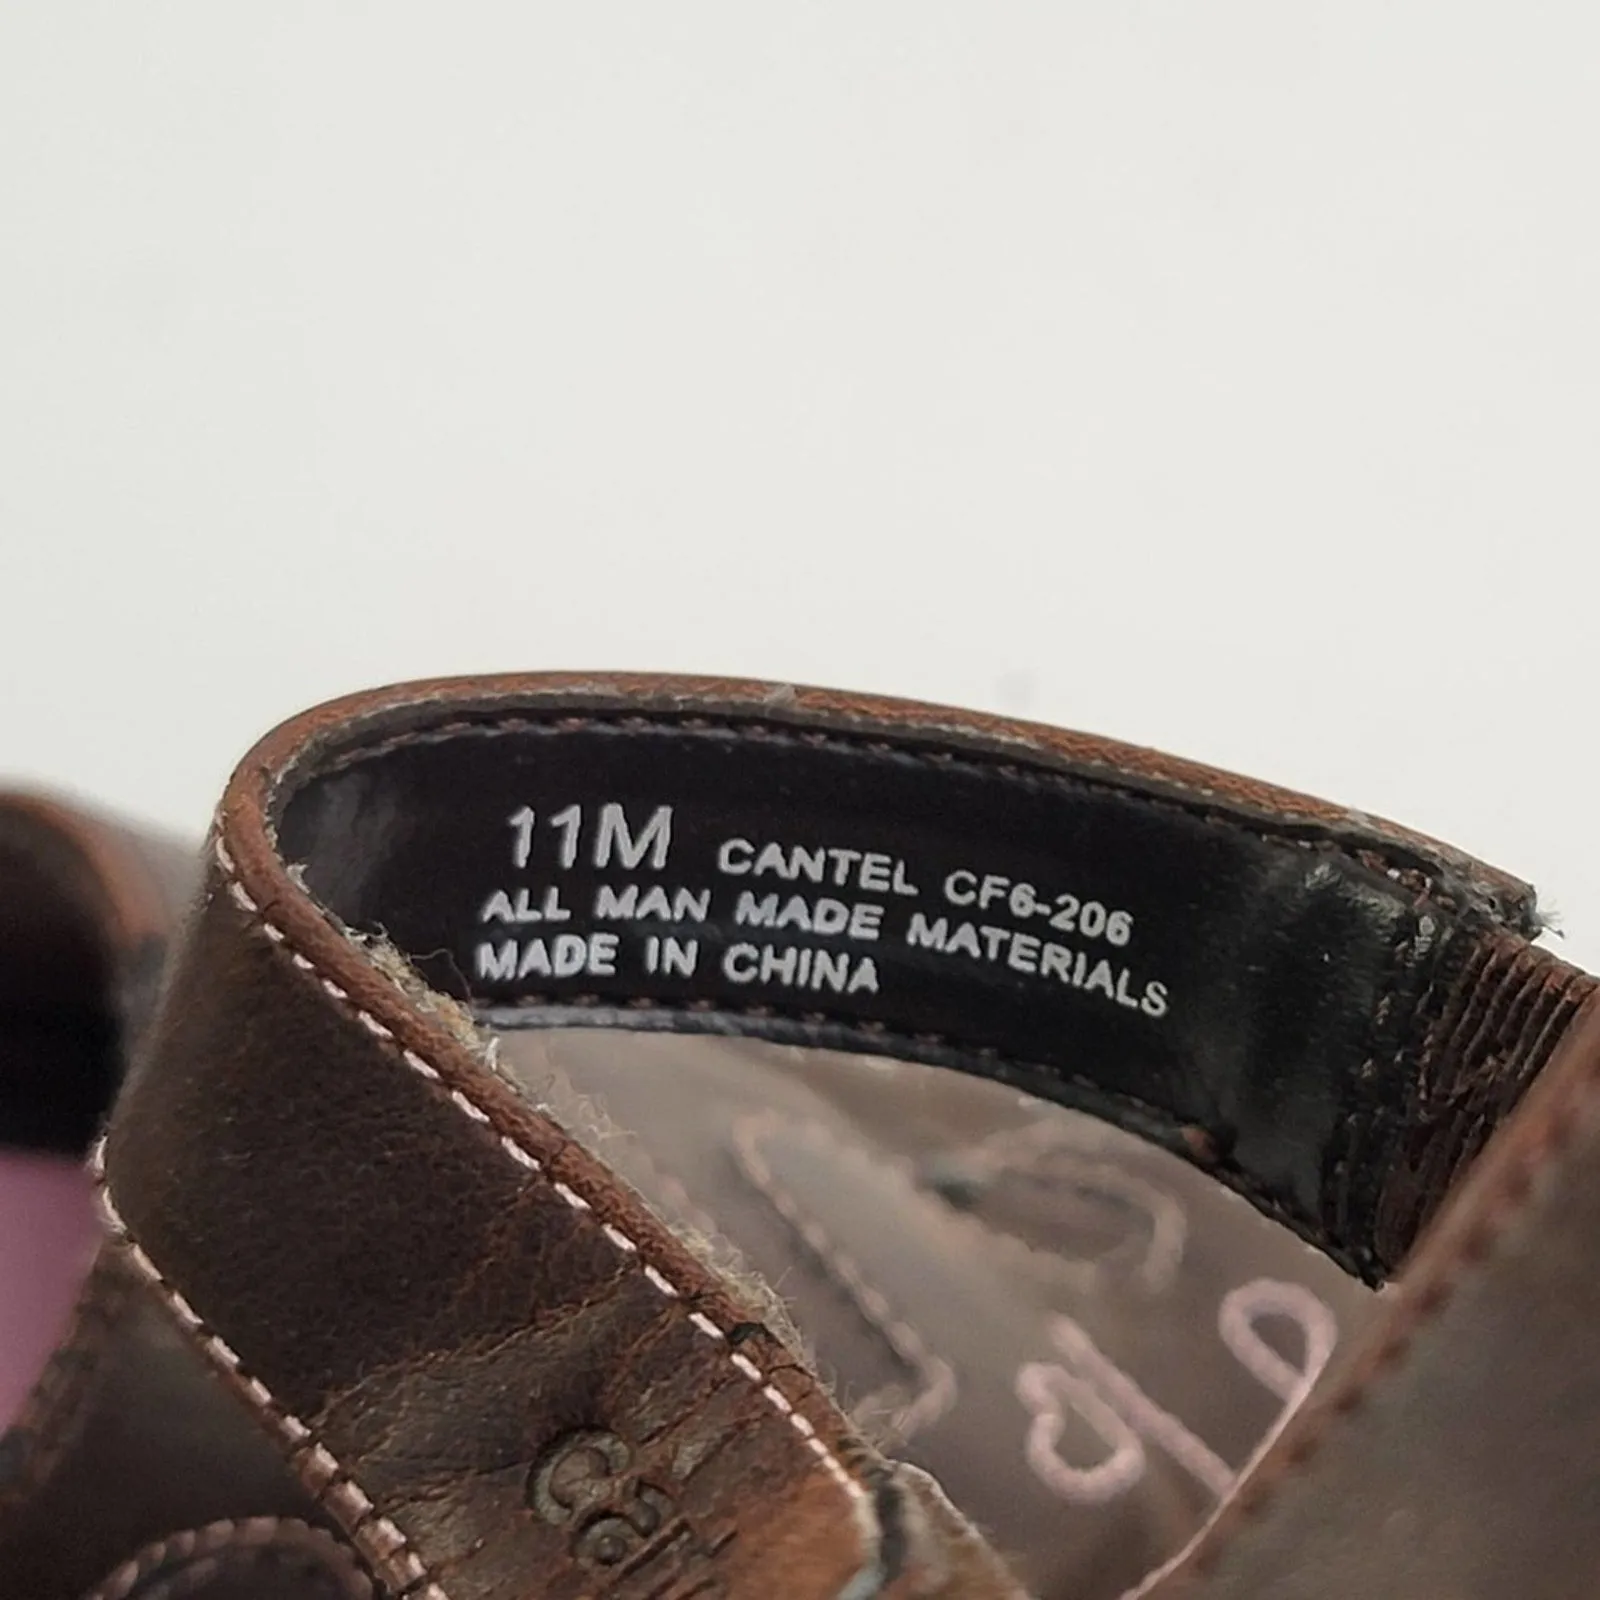 11M CANTEL CF6-206
ALL MAN MADE MATERIALS
MADE IN CHINA